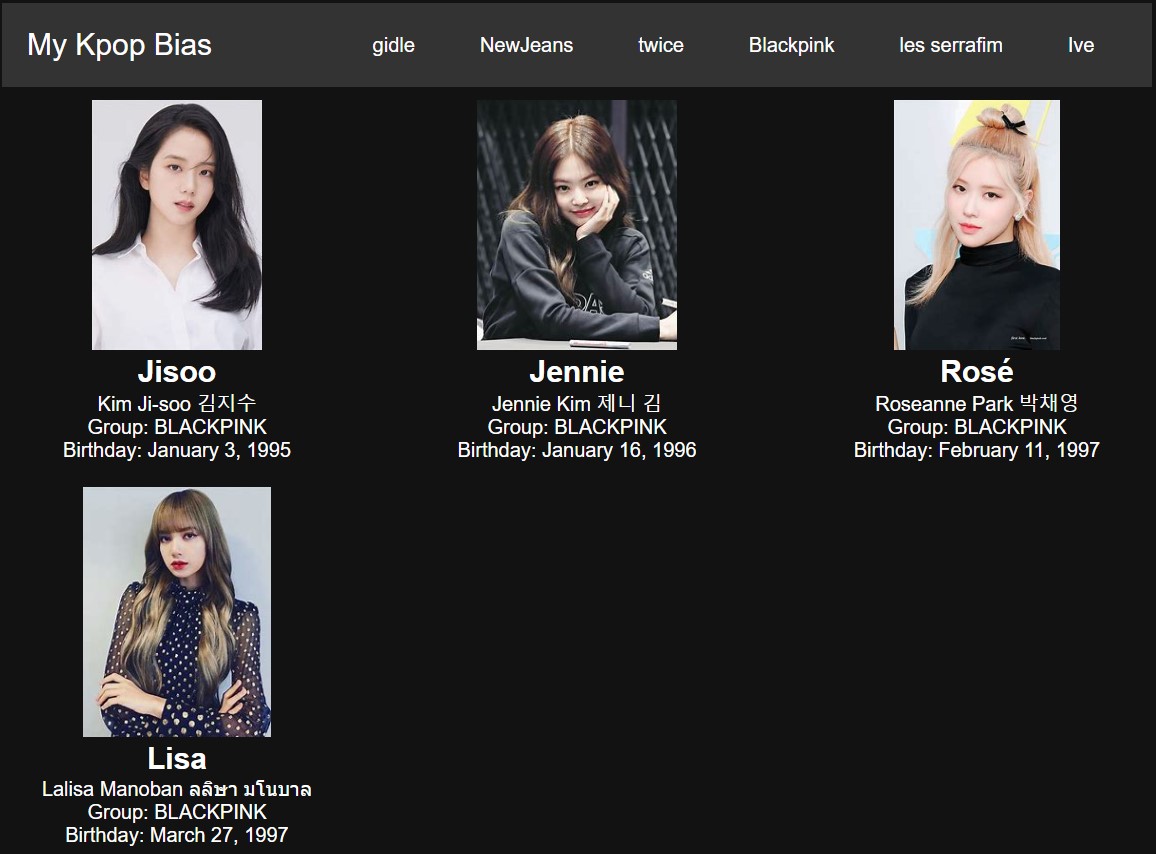 My Kpop Bias
gidle
NewJeans
twice
Blackpink
les serrafim
Ive
Jisoo
Kim Ji-soo 김지수
Group: BLACKPINK
Birthday: January 3, 1995
Jennie
Jennie Kim 제니 김
Group: BLACKPINK
Birthday: January 16, 1996
Rosé
Roseanne Park 박채영
Group: BLACKPINK
Birthday: February 11, 1997
Lisa
Lalisa Manoban ลลิษา มโนบาล
Group: BLACKPINK
Birthday: March 27, 1997